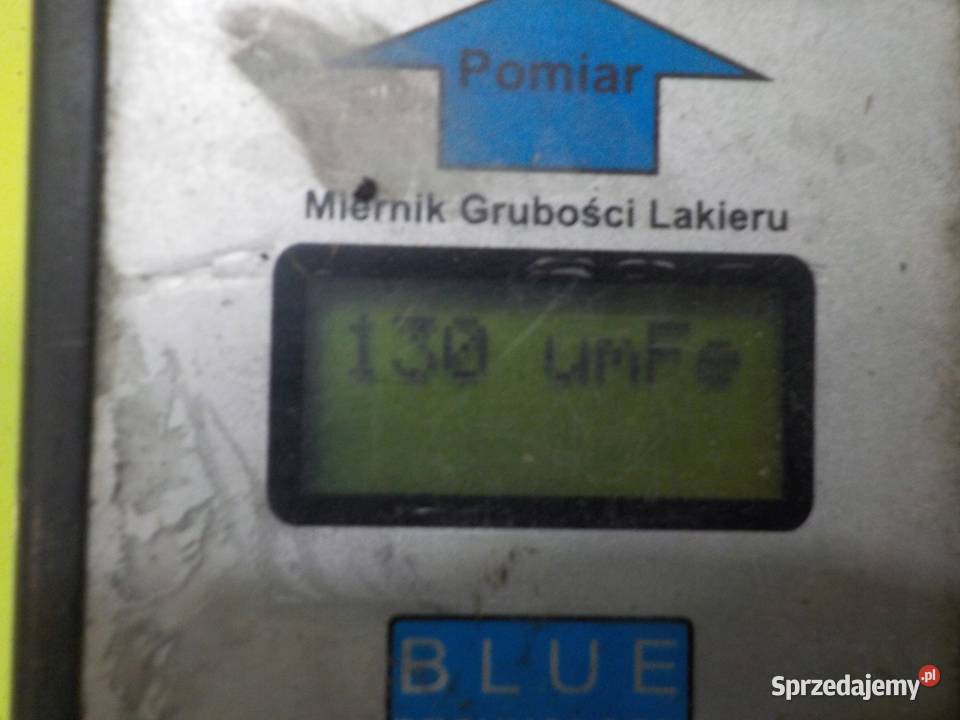 Pomiar
Miernik Grubości Lakieru
130 umFe
BLUE
Sprzedajemy.pl